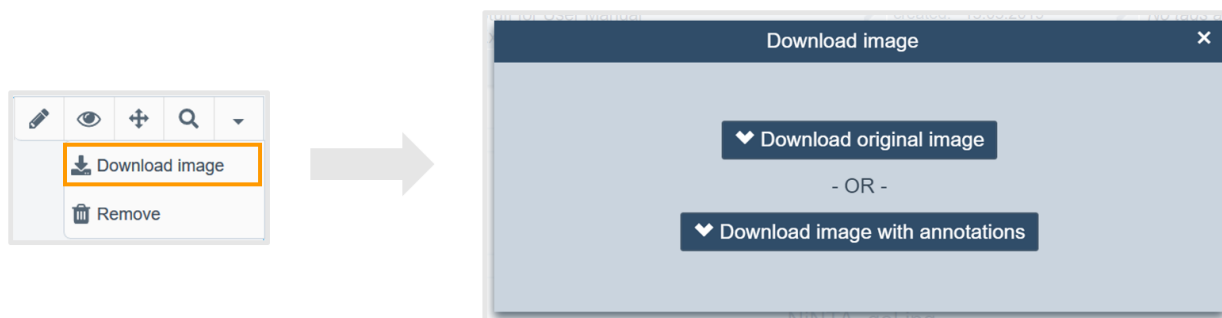 Download image
Remove
Download image
×
Download original image
- OR -
Download image with annotations